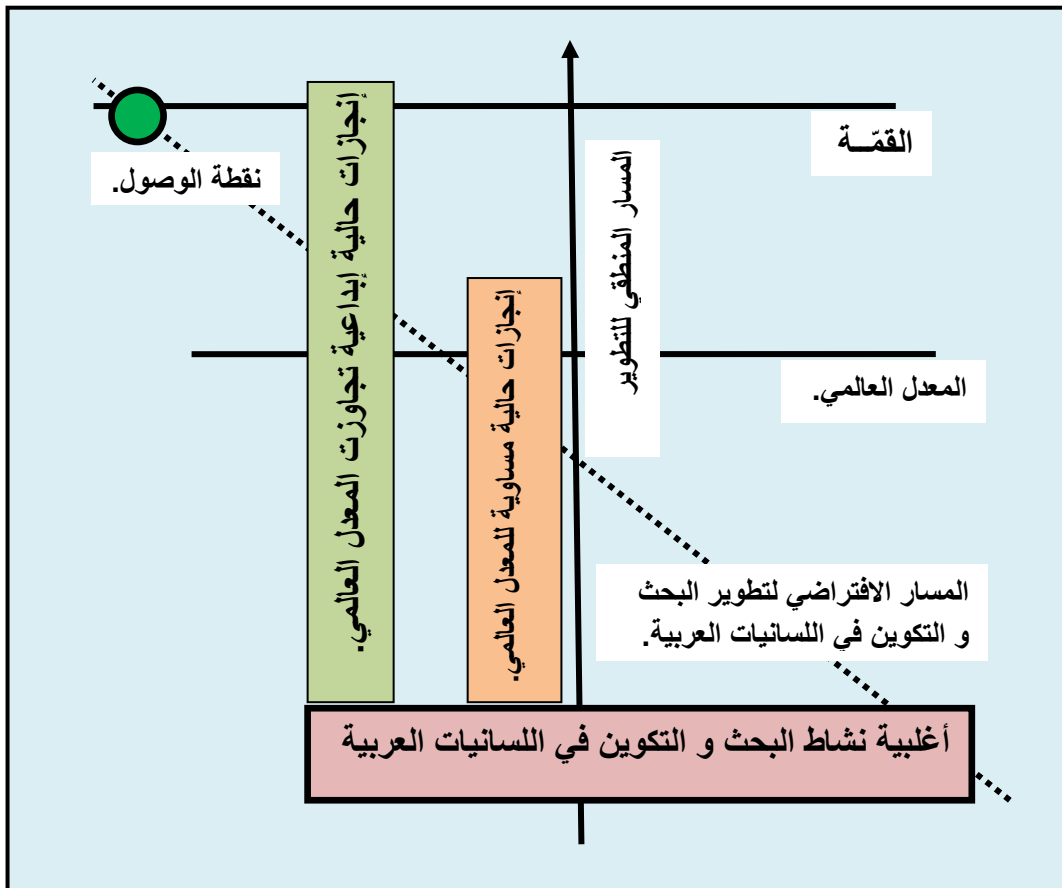 القمّــة
نقطة الوصول.
إنجازات حالية إبداعية تجاوزت المعدل العالمي.
المسار المنطقي للتطوير
إنجازات حالية مساوية للمعدل العالمي.
المعدل العالمي.
المسار الافتراضي لتطوير البحث
و التكوين في اللسانيات العربية.
أغلبية نشاط البحث و التكوين في اللسانيات العربية